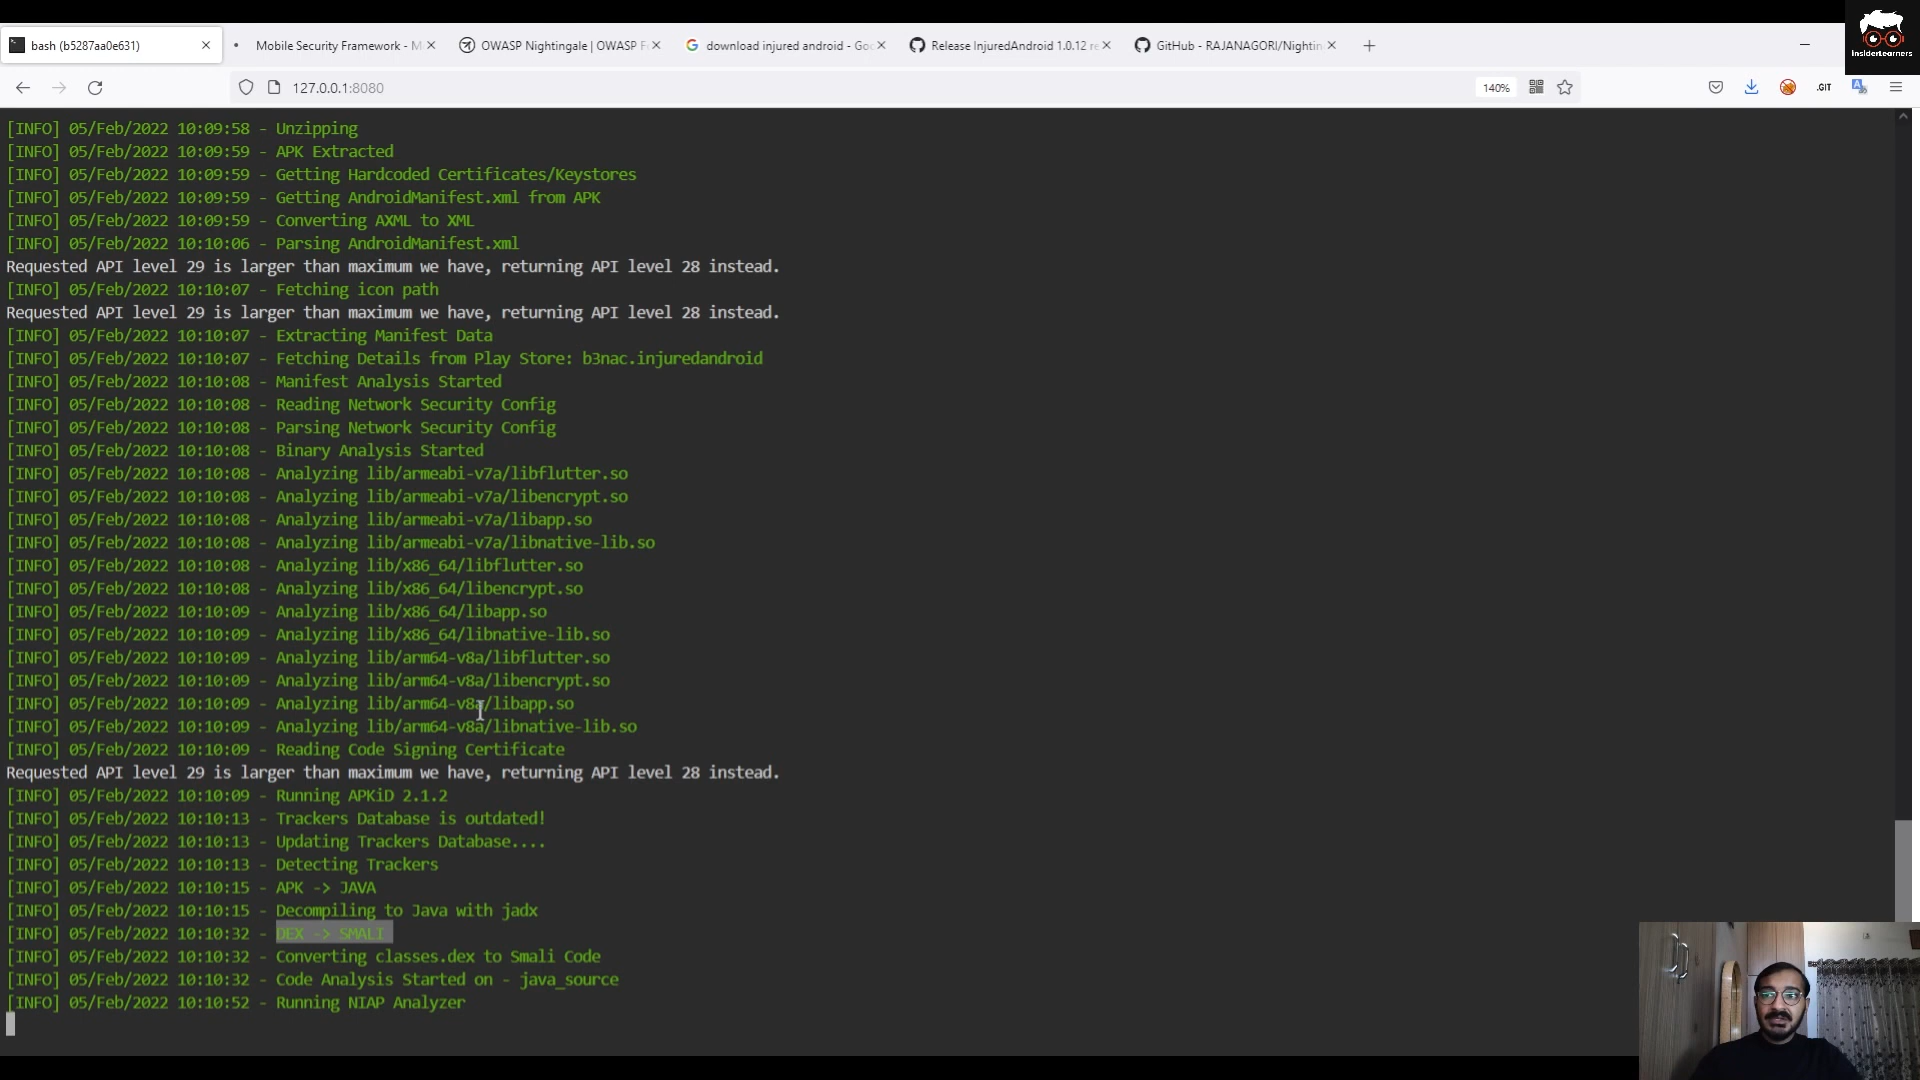 bash (b5287aa0e631)
Mobile Security Framework - M
OWASP Nightingale | OWASP F
download injured android - Goo
Release InjuredAndroid 1.0.12 re
GitHub - RAJANAGORI/Nightin
InsiderLearners
127.0.0.1:8080
140%
.GIT
[INFO] 05/Feb/2022 10:09:58 - Unzipping
[INFO] 05/Feb/2022 10:09:59 - APK Extracted
[INFO] 05/Feb/2022 10:09:59 - Getting Hardcoded Certificates/Keystores
[INFO] 05/Feb/2022 10:09:59 - Getting AndroidManifest.xml from APK
[INFO] 05/Feb/2022 10:09:59 - Converting AXML to XML
[INFO] 05/Feb/2022 10:10:06 - Parsing AndroidManifest.xml
Requested API level 29 is larger than maximum we have, returning API level 28 instead.
[INFO] 05/Feb/2022 10:10:07 - Fetching icon path
Requested API level 29 is larger than maximum we have, returning API level 28 instead.
[INFO] 05/Feb/2022 10:10:07 - Extracting Manifest Data
[INFO] 05/Feb/2022 10:10:07 - Fetching Details from Play Store: b3nac.injuredandroid
[INFO] 05/Feb/2022 10:10:08 - Manifest Analysis Started
[INFO] 05/Feb/2022 10:10:08 - Reading Network Security Config
[INFO] 05/Feb/2022 10:10:08 - Parsing Network Security Config
[INFO] 05/Feb/2022 10:10:08 - Binary Analysis Started
[INFO] 05/Feb/2022 10:10:08 - Analyzing lib/armeabi-v7a/libflutter.so
[INFO] 05/Feb/2022 10:10:08 - Analyzing lib/armeabi-v7a/libencrypt.so
[INFO] 05/Feb/2022 10:10:08 - Analyzing lib/armeabi-v7a/libapp.so
[INFO] 05/Feb/2022 10:10:08 - Analyzing lib/armeabi-v7a/libnative-lib.so
[INFO] 05/Feb/2022 10:10:08 - Analyzing lib/x86_64/libflutter.so
[INFO] 05/Feb/2022 10:10:08 - Analyzing lib/x86_64/libencrypt.so
[INFO] 05/Feb/2022 10:10:09 - Analyzing lib/x86_64/libapp.so
[INFO] 05/Feb/2022 10:10:09 - Analyzing lib/x86_64/libnative-lib.so
[INFO] 05/Feb/2022 10:10:09 - Analyzing lib/arm64-v8a/libflutter.so
[INFO] 05/Feb/2022 10:10:09 - Analyzing lib/arm64-v8a/libencrypt.so
[INFO] 05/Feb/2022 10:10:09 - Analyzing lib/arm64-v8a/libapp.so
[INFO] 05/Feb/2022 10:10:09 - Analyzing lib/arm64-v8a/libnative-lib.so
[INFO] 05/Feb/2022 10:10:09 - Reading Code Signing Certificate
Requested API level 29 is larger than maximum we have, returning API level 28 instead.
[INFO] 05/Feb/2022 10:10:09 - Running APKiD 2.1.2
[INFO] 05/Feb/2022 10:10:13 - Trackers Database is outdated!
[INFO] 05/Feb/2022 10:10:13 - Updating Trackers Database....
[INFO] 05/Feb/2022 10:10:13 - Detecting Trackers
[INFO] 05/Feb/2022 10:10:15 - APK -> JAVA
[INFO] 05/Feb/2022 10:10:15 - Decompiling to Java with jadx
[INFO] 05/Feb/2022 10:10:32 - DEX -> SMALI
[INFO] 05/Feb/2022 10:10:32 - Converting classes.dex to Smali Code
[INFO] 05/Feb/2022 10:10:32 - Code Analysis Started on - java_source
[INFO] 05/Feb/2022 10:10:52 - Running NIAP Analyzer